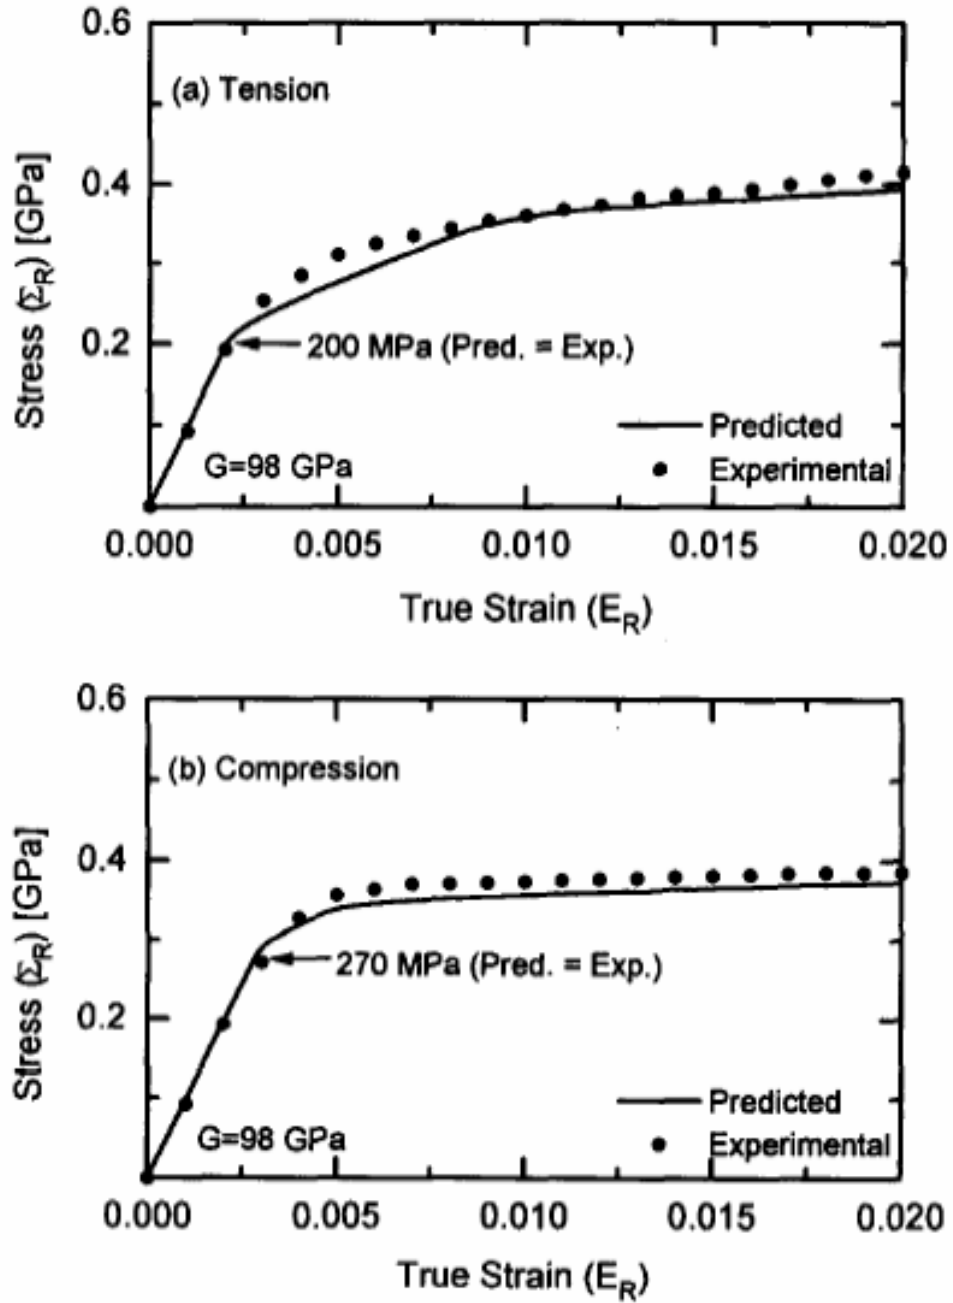 0.6
(a) Tension
0.4
Stress (Σ_R) [GPa]
0.2
200 MPa (Pred. = Exp.)
Predicted
G=98 GPa
Experimental
0.000 0.005 0.010 0.015 0.020
True Strain (E_R)
0.6
(b) Compression
0.4
Stress (Σ_R) [GPa]
270 MPa (Pred. = Exp.)
0.2
Predicted
G=98 GPa
Experimental
0.000 0.005 0.010 0.015 0.020
True Strain (E_R)